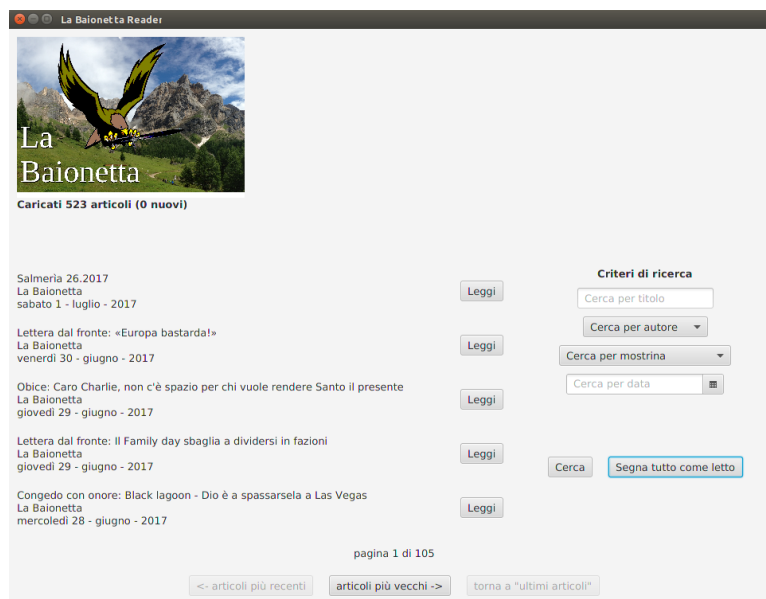 La Baionetta Reader
La
Baionetta
Caricati 523 articoli (0 nuovi)
Salmerìa 26.2017
La Baionetta
sabato 1 - luglio - 2017
Leggi
Lettera dal fronte: «Europa bastarda!»
La Baionetta
venerdì 30 - giugno - 2017
Leggi
Obice: Caro Charlie, non c'è spazio per chi vuole rendere Santo il presente
La Baionetta
giovedì 29 - giugno - 2017
Leggi
Lettera dal fronte: Il Family day sbaglia a dividersi in fazioni
La Baionetta
giovedì 29 - giugno - 2017
Leggi
Congedo con onore: Black lagoon - Dio è a spassarsela a Las Vegas
La Baionetta
mercoledì 28 - giugno - 2017
Leggi
Criteri di ricerca
Cerca per titolo
Cerca per autore
Cerca per mostrina
Cerca per data
Cerca
Segna tutto come letto
pagina 1 di 105
<- articoli più recenti
articoli più vecchi ->
torna a "ultimi articoli"